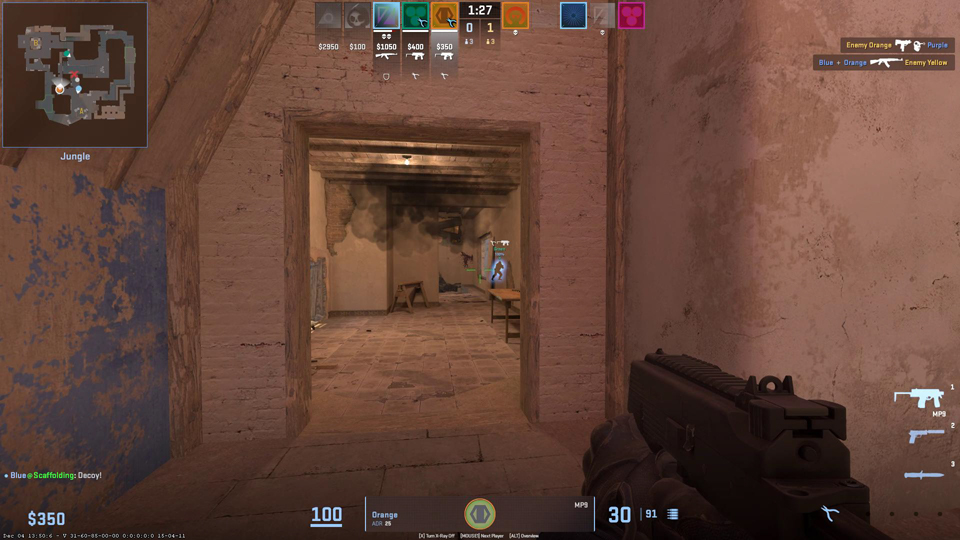 1:27
0 1
3 3
$2950 $100 $1050 $400 $350
Enemy Orange Purple
Blue + Orange Enemy Yellow
Jungle
1
MP9
2
3
Blue@Scaffolding: Decoy!
$350
100
Orange
ADR 25
MP9
30 | 91
[X] Turn X-Ray Off [MOUSE1] Next Player [ALT] Overview